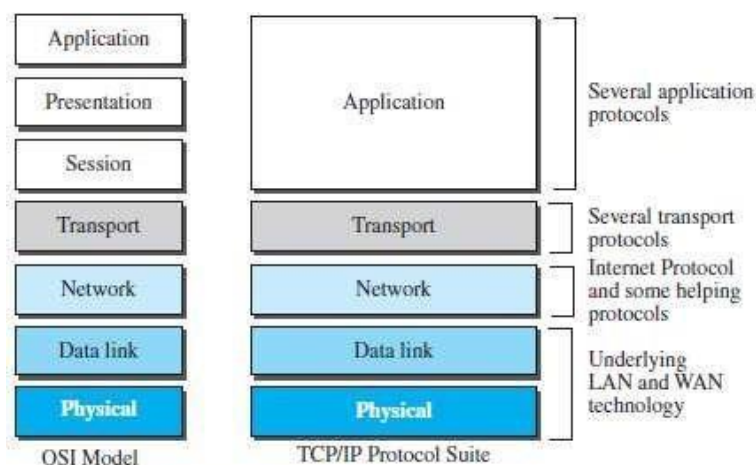 Application
Presentation
Session
Transport
Network
Data link
Physical
OSI Model
Application
Transport
Network
Data link
Physical
TCP/IP Protocol Suite
Several application
protocols
Several transport
protocols
Internet Protocol
and some helping
protocols
Underlying
LAN and WAN
technology